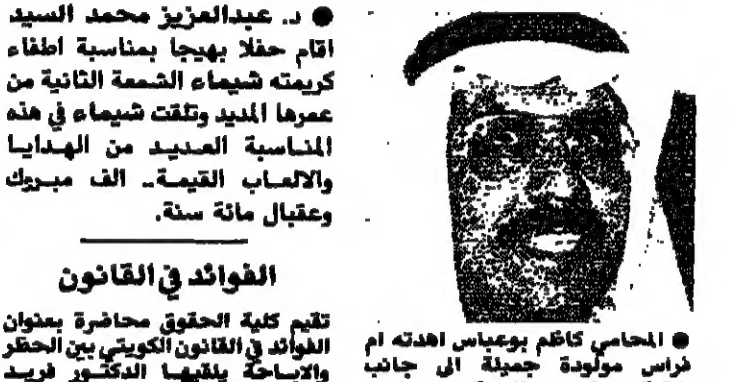 ● المحامي كاظم بوعباس اهدته ام
فراس مولودة جميلة الى جانب
● د. عبدالعزيز محمد السيد
اقام حفلا بهيجا بمناسبة اطفاء
كريمته شيماء الشمعة الثانية من
عمرها المديد وتلقت شيماء في هذه
المناسبة العديد من الهدايا
والالعاب القيمة.. الف مبروك
وعقبال مائة سنة.
الفوائد في القانون
تقيم كلية الحقوق محاضرة بعنوان
الفوائد في القانون الكويتي بين الحظر
والاباحة يلقيها الدكتور فريد